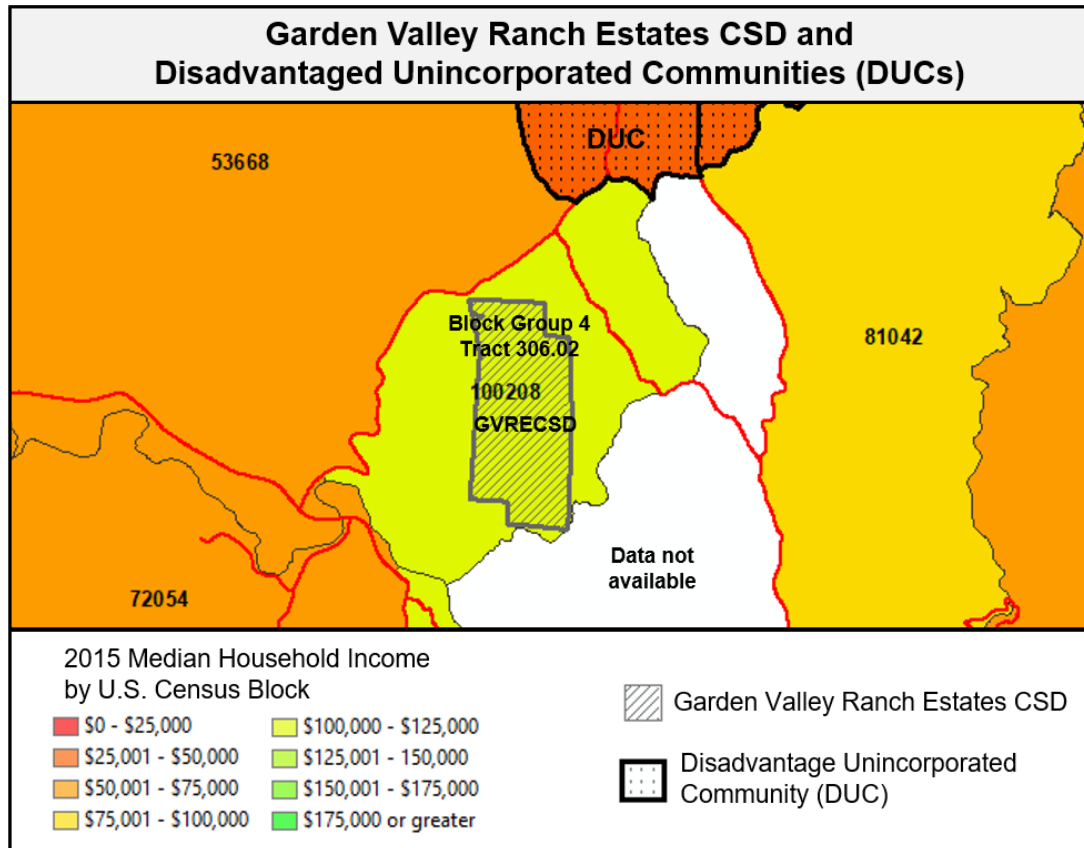 Garden Valley Ranch Estates CSD and
Disadvantaged Unincorporated Communities (DUCs)
DUC
53668
Block Group 4
Tract 306.02
81042
100208
GVRECSD
Data not
available
72054
2015 Median Household Income
by U.S. Census Block
$0 - $25,000
$25,001 - $50,000
$50,001 - $75,000
$75,001 - $100,000
$100,000 - $125,000
$125,001 - 150,000
$150,001 - $175,000
$175,000 or greater
Garden Valley Ranch Estates CSD
Disadvantage Unincorporated
Community (DUC)